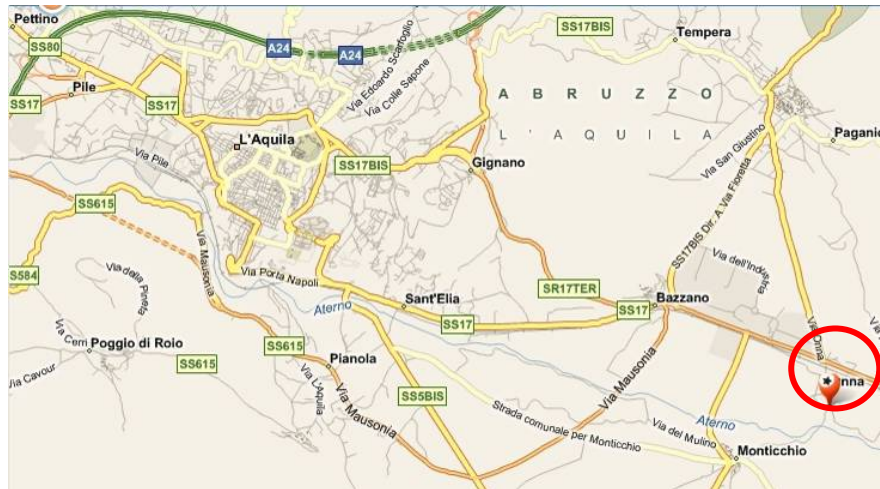 Pettino
SS80
A24
A24
SS17BIS
Tempera
Via Edoardo Scarfoglio
Via Colle Sapone
Pile
SS17
SS17
A B R U Z Z O
L ' A Q U I L A
L'Aquila
Via Pile
SS17BIS
Gignano
Via San Giustino
Paganic
SS615
Via Mausonia
SS17BIS Dir. A Via Fioretta
SS584
Via della Pineta
Via Porta Napoli
Via dell'Industria
SR17TER
Aterno
Sant'Elia
SS17
SS17
Bazzano
Via Onna
Via Cerri
Poggio di Roio
SS615
SS615
Pianola
Via Mausonia
nna
Via Cavour
Via L'Aquila
SS5BIS
Via Mausonia
Strada comunale per Monticchio
Aterno
Via del Mulino
Monticchio